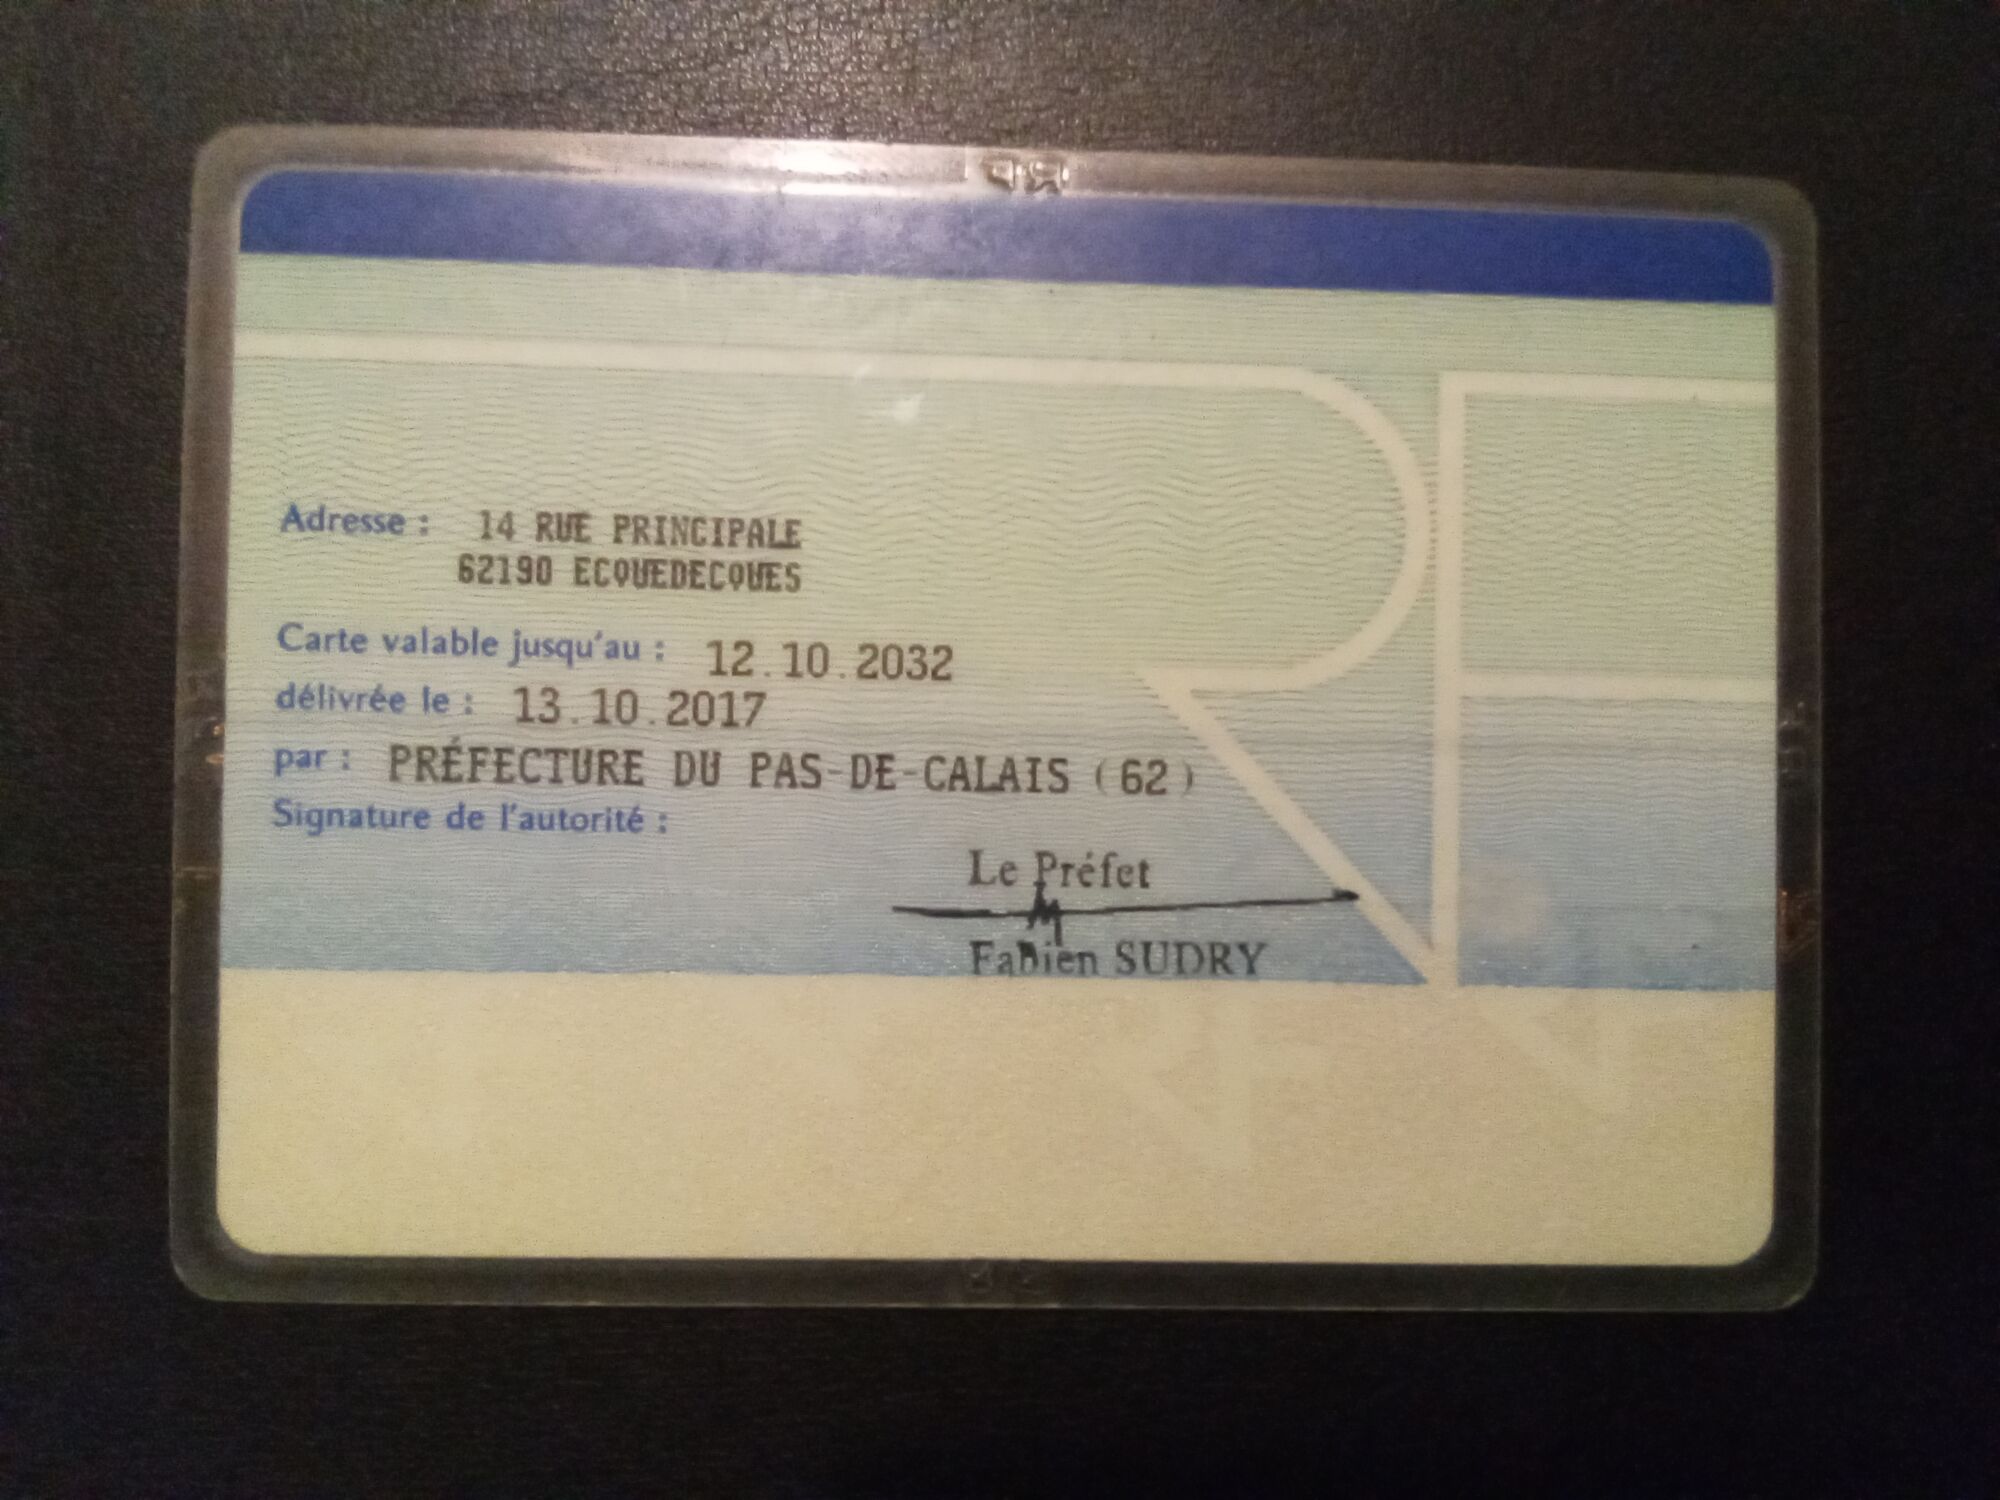 Adresse : 14 RUE PRINCIPALE
62190 ECQUEDECQUES
Carte valable jusqu'au : 12.10.2032
délivrée le : 13.10.2017
par : PRÉFECTURE DU PAS-DE-CALAIS (62)
Signature de l'autorité :
Le Préfet
Fabien SUDRY
RF